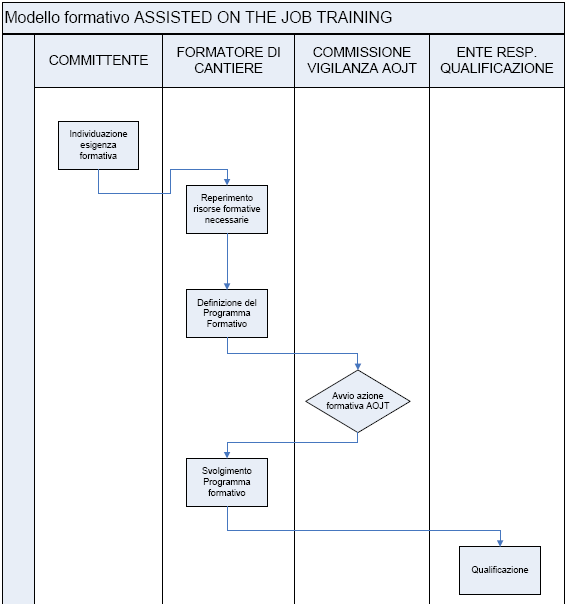 Modello formativo ASSISTED ON THE JOB TRAINING
COMMITTENTE
FORMATORE DI
CANTIERE
COMMISSIONE
VIGILANZA AOJT
ENTE RESP.
QUALIFICAZIONE
Individuazione
esigenza
formativa
Reperimento
risorse formative
necessarie
Definizione del
Programma
Formativo
Avvio azione
formativa AOJT
Svolgimento
Programma
formativo
Qualificazione